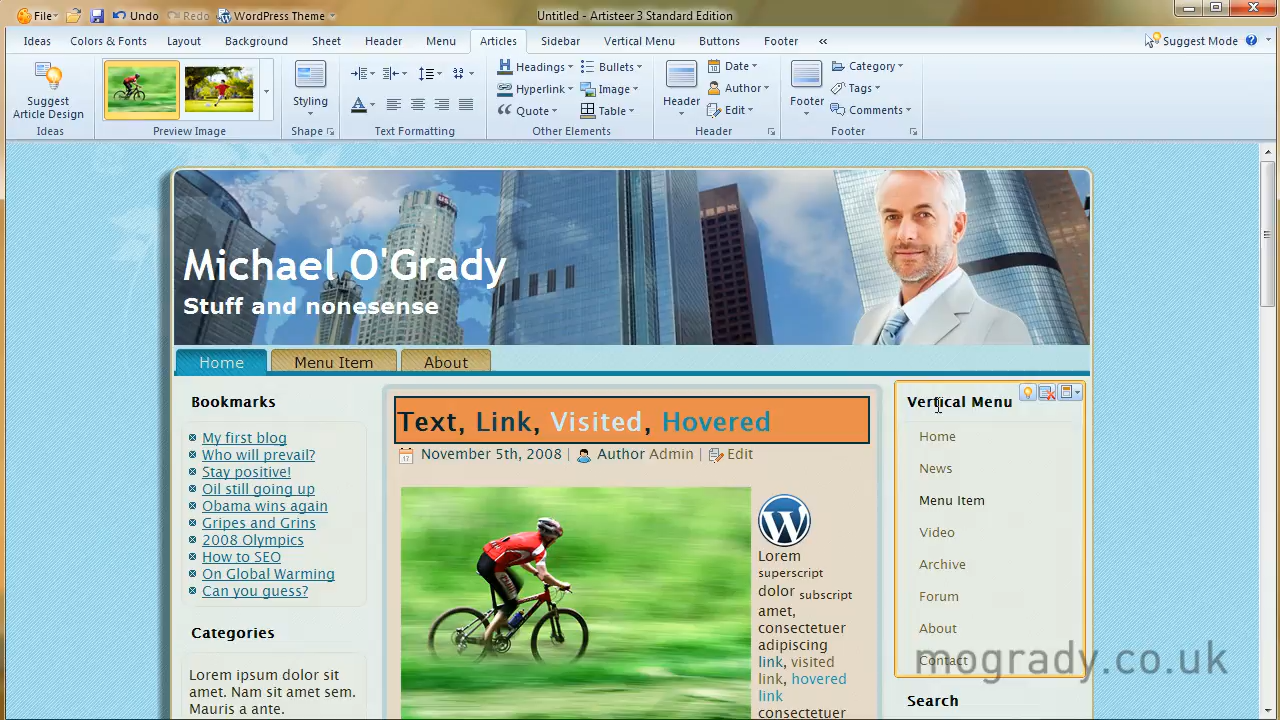 File Undo Redo WordPress Theme Untitled - Artisteer 3 Standard Edition
Ideas Colors & Fonts Layout Background Sheet Header Menu Articles Sidebar Vertical Menu Buttons Footer « Suggest Mode
Suggest Article Design
Ideas
Preview Image
Styling
Shape
Text Formatting
Headings Bullets
Hyperlink Image
Quote Table
Other Elements
Header
Date
Author
Edit
Header
Footer
Category
Tags
Comments
Footer
Michael O'Grady
Stuff and nonesense
Home Menu Item About
Bookmarks
My first blog
Who will prevail?
Stay positive!
Oil still going up
Obama wins again
Gripes and Grins
2008 Olympics
How to SEO
On Global Warming
Can you guess?
Categories
Lorem ipsum dolor sit
amet. Nam sit amet sem.
Mauris a ante.
Text, Link, Visited, Hovered
November 5th, 2008 | Author Admin | Edit
Lorem
superscript
dolor subscript
amet,
consectetuer
adipiscing
link, visited
link, hovered
link
consectetuer
Vertical Menu
Home
News
Menu Item
Video
Archive
Forum
About
Contact
Search
mogrady.co.uk